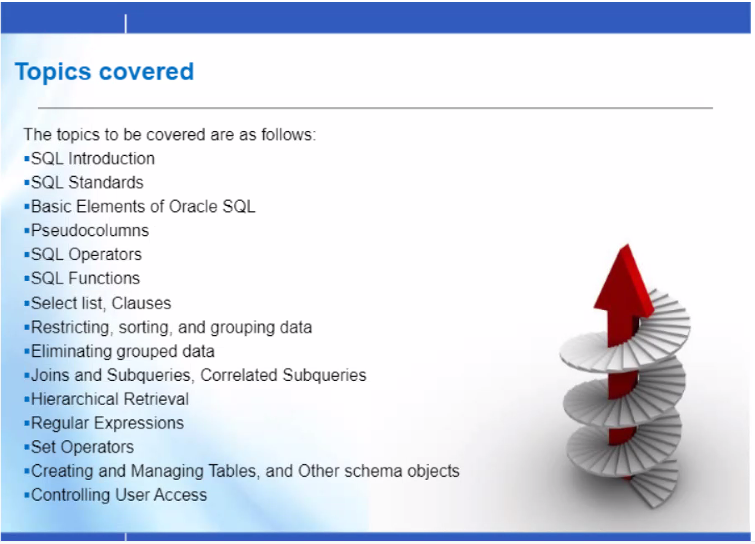 Topics covered
The topics to be covered are as follows:
▪SQL Introduction
▪SQL Standards
▪Basic Elements of Oracle SQL
▪Pseudocolumns
▪SQL Operators
▪SQL Functions
▪Select list, Clauses
▪Restricting, sorting, and grouping data
▪Eliminating grouped data
▪Joins and Subqueries, Correlated Subqueries
▪Hierarchical Retrieval
▪Regular Expressions
▪Set Operators
▪Creating and Managing Tables, and Other schema objects
▪Controlling User Access